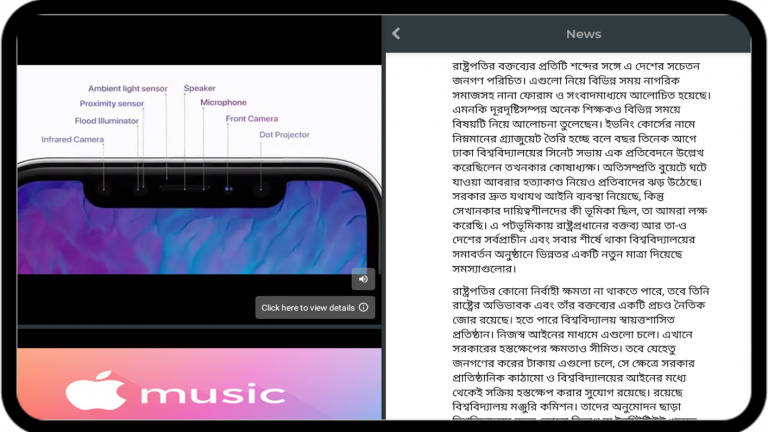 Ambient light sensor
Speaker
Proximity sensor
Microphone
Flood Illuminator
Front Camera
Infrared Camera
Dot Projector
Click here to view details
music
News
রাষ্ট্রপতির বক্তব্যের প্রতিটি শব্দের সঙ্গে এ দেশের সচেতন
জনগণ পরিচিত। এগুলো নিয়ে বিভিন্ন সময় নাগরিক
সমাজসহ নানা ফোরাম ও সংবাদমাধ্যমে আলোচিত হয়েছে।
এমনকি দূরদৃষ্টিসম্পন্ন অনেক শিক্ষকও বিভিন্ন সময়ে
বিষয়টি নিয়ে আলোচনা তুলেছেন। ইভনিং কোর্সের নামে
নিম্নমানের গ্র্যাজুয়েট তৈরি হচ্ছে বলে বছর তিনেক আগে
ঢাকা বিশ্ববিদ্যালয়ের সিনেট সভায় এক প্রতিবেদনে উল্লেখ
করেছিলেন তখনকার কোষাধ্যক্ষ। অতিসম্প্রতি বুয়েটে ঘটে
যাওয়া আবরার হত্যাকাণ্ড নিয়েও প্রতিবাদের ঝড় উঠেছে।
সরকার দ্রুত যথাযথ আইনি ব্যবস্থা নিয়েছে, কিন্তু
সেখানকার দায়িত্বশীলদের কী ভূমিকা ছিল, তা আমরা লক্ষ
করেছি। এ পটভূমিকায় রাষ্ট্রপ্রধানের বক্তব্য আর তা-ও
দেশের সর্বপ্রাচীন এবং সবার শীর্ষে থাকা বিশ্ববিদ্যালয়ের
সমাবর্তন অনুষ্ঠানে ভিন্নতর একটি নতুন মাত্রা দিয়েছে
সমস্যাগুলোর।
রাষ্ট্রপতির কোনো নির্বাহী ক্ষমতা না থাকতে পারে, তবে তিনি
রাষ্ট্রের অভিভাবক এবং তাঁর বক্তব্যের একটি প্রচণ্ড নৈতিক
জোর রয়েছে। হতে পারে বিশ্ববিদ্যালয় স্বায়ত্তশাসিত
প্রতিষ্ঠান। নিজস্ব আইনের মাধ্যমে এগুলো চলে। এখানে
সরকারের হস্তক্ষেপের ক্ষমতাও সীমিত। তবে যেহেতু
জনগণের করের টাকায় এগুলো চলে, সে ক্ষেত্রে সরকার
প্রাতিষ্ঠানিক কাঠামো ও বিশ্ববিদ্যালয়ের আইনের মধ্যে
থেকেই সক্রিয় হস্তক্ষেপ করার সুযোগ রয়েছে। রয়েছে
বিশ্ববিদ্যালয় মঞ্জুরি কমিশন। তাদের অনুমোদন ছাড়া